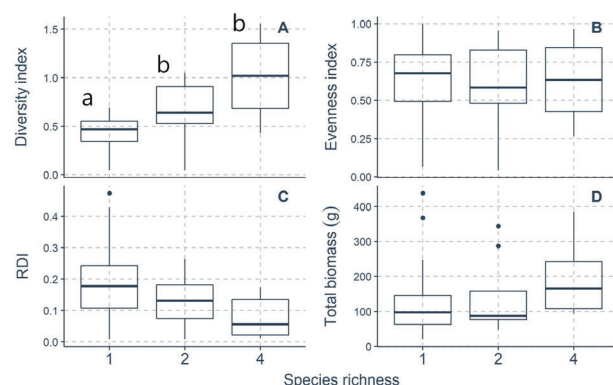 A
B
b
b
a
Diversity index
1.5
1.0
0.5
0.0
Evenness index
1.00
0.75
0.50
0.25
0.00
C
D
RDI
0.4
0.3
0.2
0.1
0.0
Total biomass (g)
400
300
200
100
0
1 2 4
1 2 4
Species richness